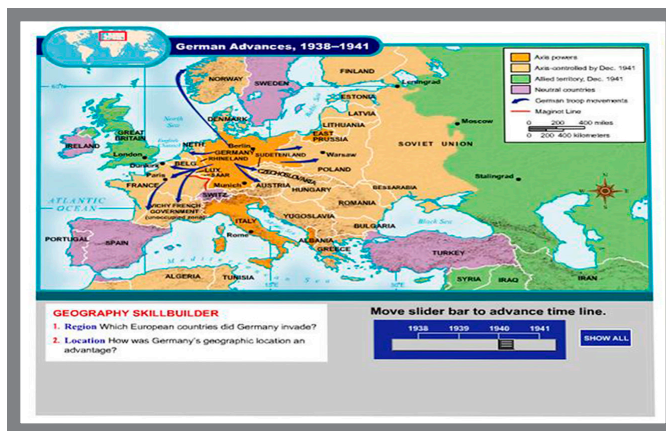 German Advances, 1938–1941
Axis powers
Axis-controlled by Dec. 1941
Allied territory, Dec. 1941
Neutral countries
German troop movements
Maginot Line
0 200 400 miles
0 200 400 kilometers
NORWAY
SWEDEN
FINLAND
Leningrad
ESTONIA
LATVIA
LITHUANIA
Moscow
North
Sea
DENMARK
GREAT
BRITAIN
IRELAND
London
English
Channel
NETH.
Berlin
GERMANY
EAST
PRUSSIA
RHINELAND
SUDETENLAND
Warsaw
POLAND
SOVIET UNION
Dunkirk
BELG.
Paris
LUX.
SAAR
CZECHOSLOVAKIA
Stalingrad
FRANCE
Munich
AUSTRIA
HUNGARY
BESSARABIA
ATLANTIC
OCEAN
SWITZ.
VICHY FRENCH
GOVERNMENT
(unoccupied zone)
ROMANIA
YUGOSLAVIA
ITALY
Rome
BULGARIA
Black Sea
PORTUGAL
SPAIN
ALBANIA
GREECE
TURKEY
ALGERIA
TUNISIA
SYRIA
IRAQ
IRAN
GEOGRAPHY SKILLBUILDER
1. Region Which European countries did Germany invade?
2. Location How was Germany's geographic location an
advantage?
Move slider bar to advance time line.
1938 1939 1940 1941
SHOW ALL